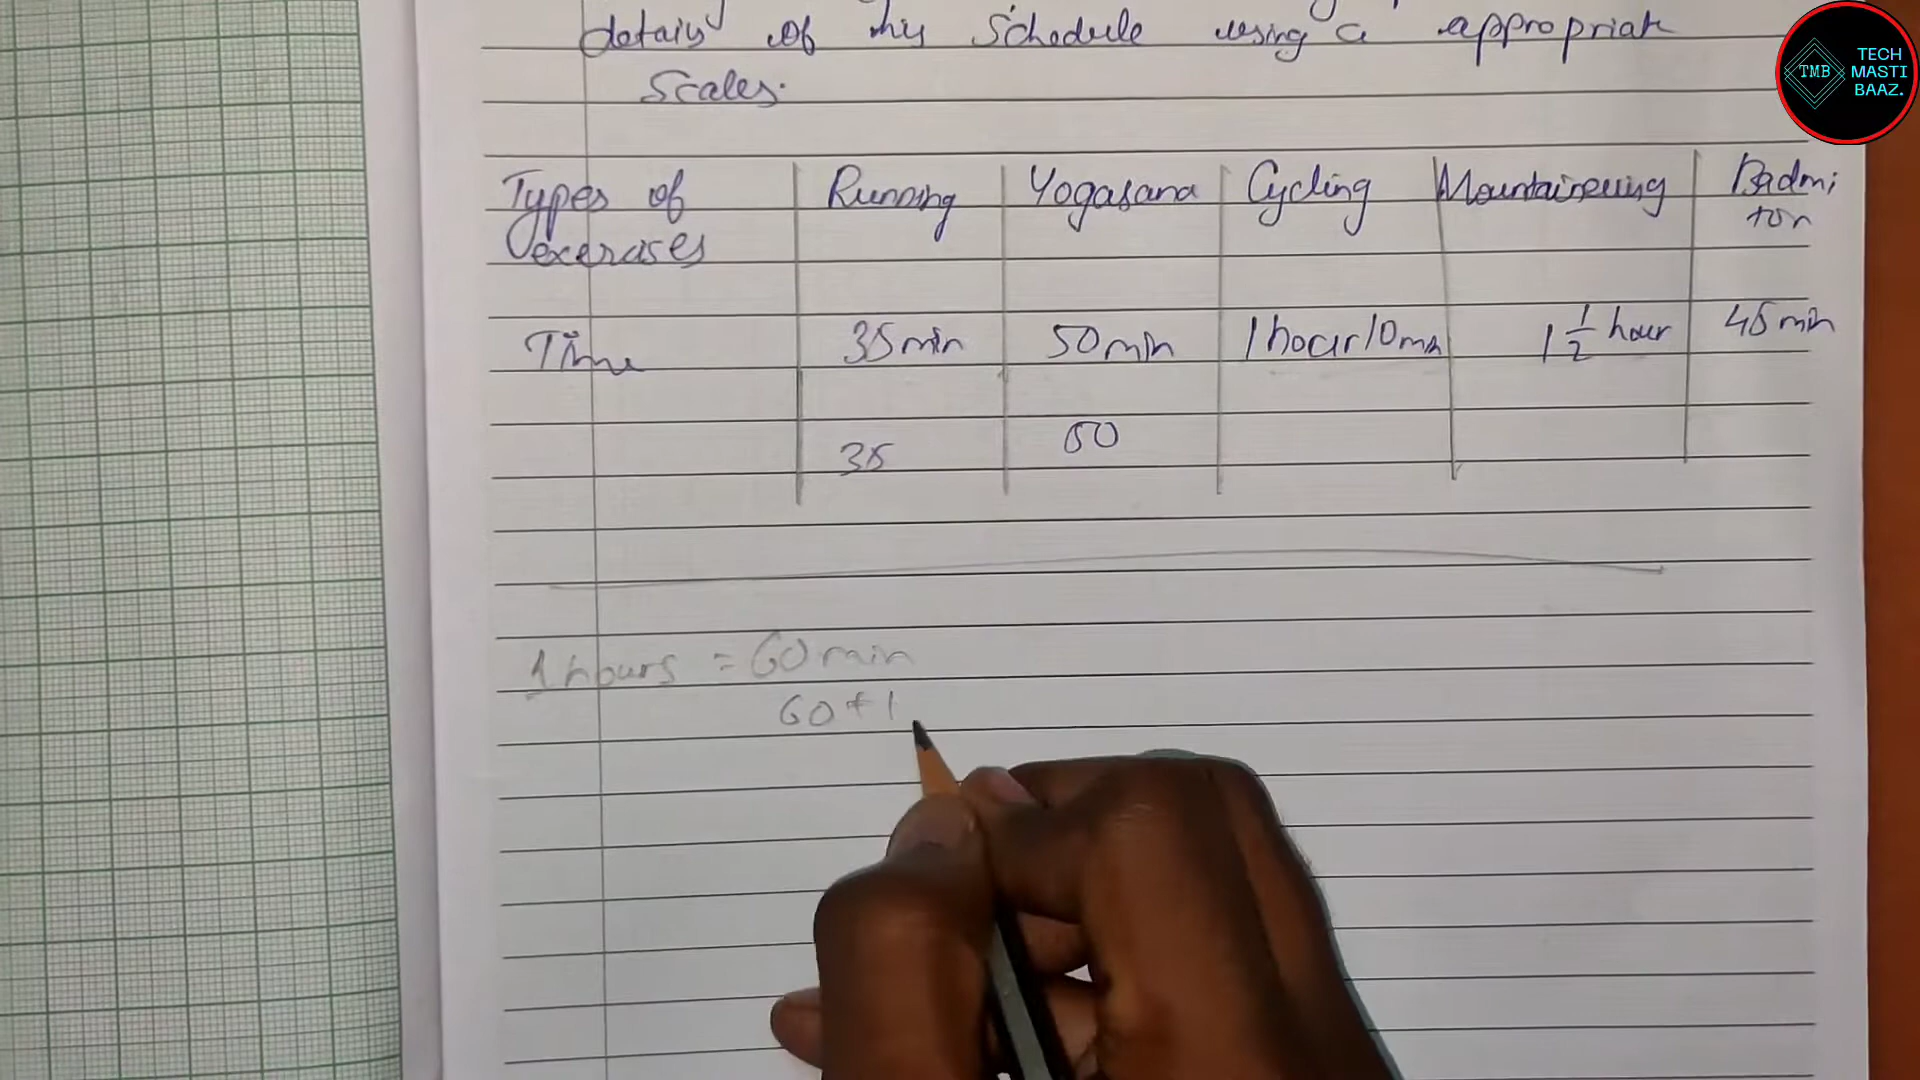 details of his Schedule using a appropriate
Scales.
TECH
MASTI
BAAZ.
TMB
Types of exercises Running Yogasana Cycling Mountaineering Badmi
ton
Time 35 min 50 min 1 hour 10 min 1 1/2 hour 45 min
35 50
1 hours = 60 min
60 + 1